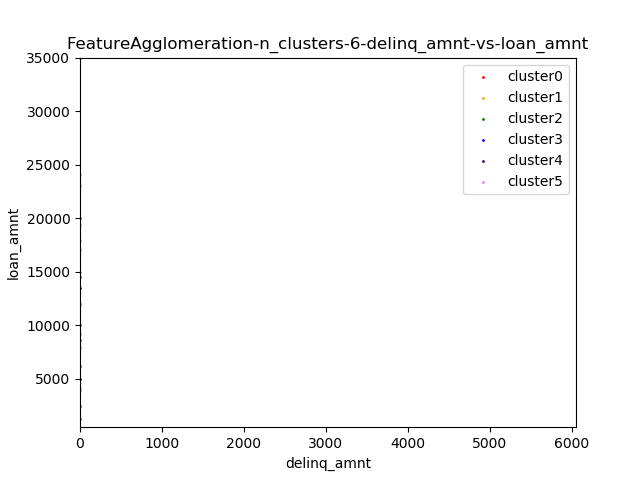 FeatureAgglomeration-n_clusters-6-delinq_amnt-vs-loan_amnt
35000
30000
25000
20000
15000
10000
5000
loan_amnt
cluster0
cluster1
cluster2
cluster3
cluster4
cluster5
0 1000 2000 3000 4000 5000 6000
delinq_amnt